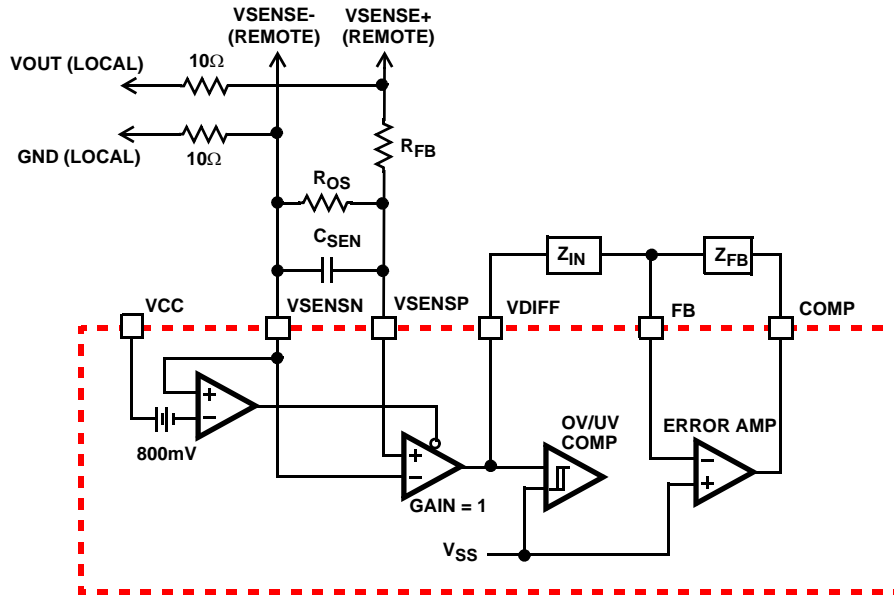 VSENSE-
(REMOTE)
VSENSE+
(REMOTE)
VOUT (LOCAL)
10Ω
GND (LOCAL)
10Ω
RFB
ROS
CSEN
ZIN
ZFB
VCC
VSENSN
VSENSP
VDIFF
FB
COMP
+
−
800mV
+
−
GAIN = 1
OV/UV
COMP
ERROR AMP
−
+
VSS